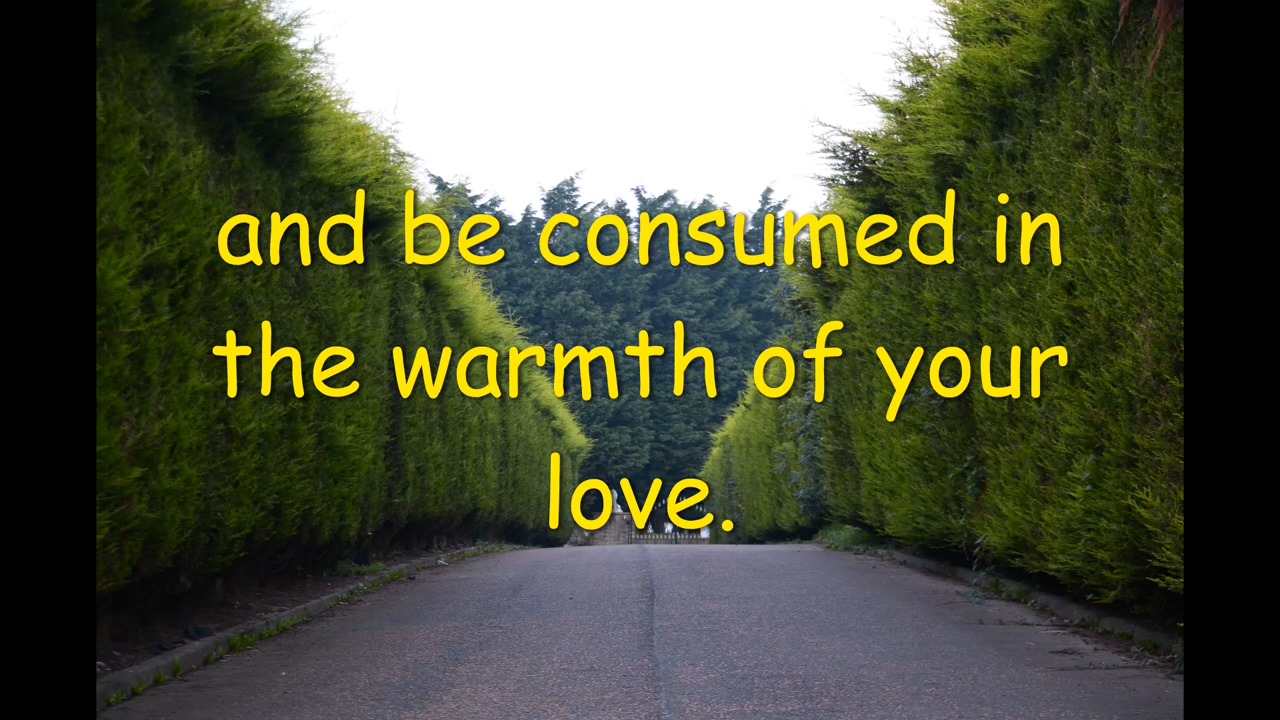 and be consumed in
the warmth of your
love.